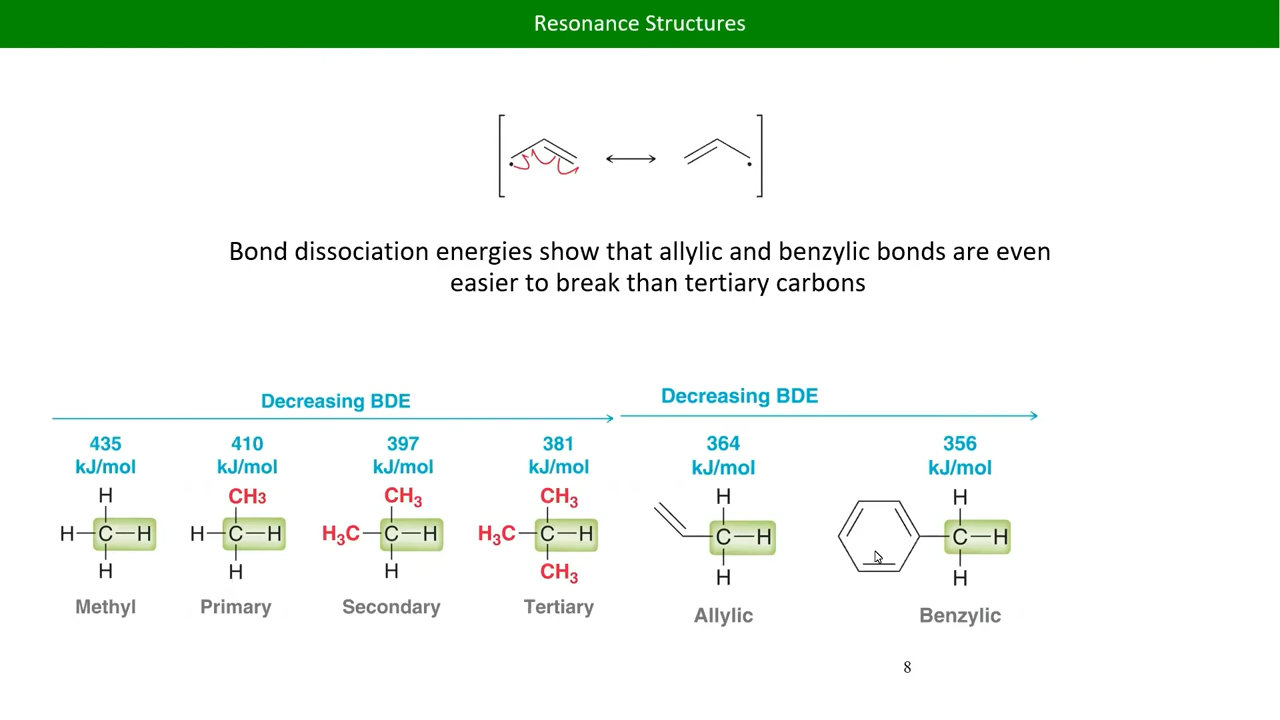 Resonance Structures
Bond dissociation energies show that allylic and benzylic bonds are even
easier to break than tertiary carbons
Decreasing BDE
Decreasing BDE
435
kJ/mol
410
kJ/mol
397
kJ/mol
381
kJ/mol
364
kJ/mol
356
kJ/mol
H
H C H
H
Methyl
CH3
H C H
H
Primary
CH3
H3C C H
H
Secondary
CH3
H3C C H
CH3
Tertiary
H
C H
H
Allylic
H
C H
H
Benzylic
8